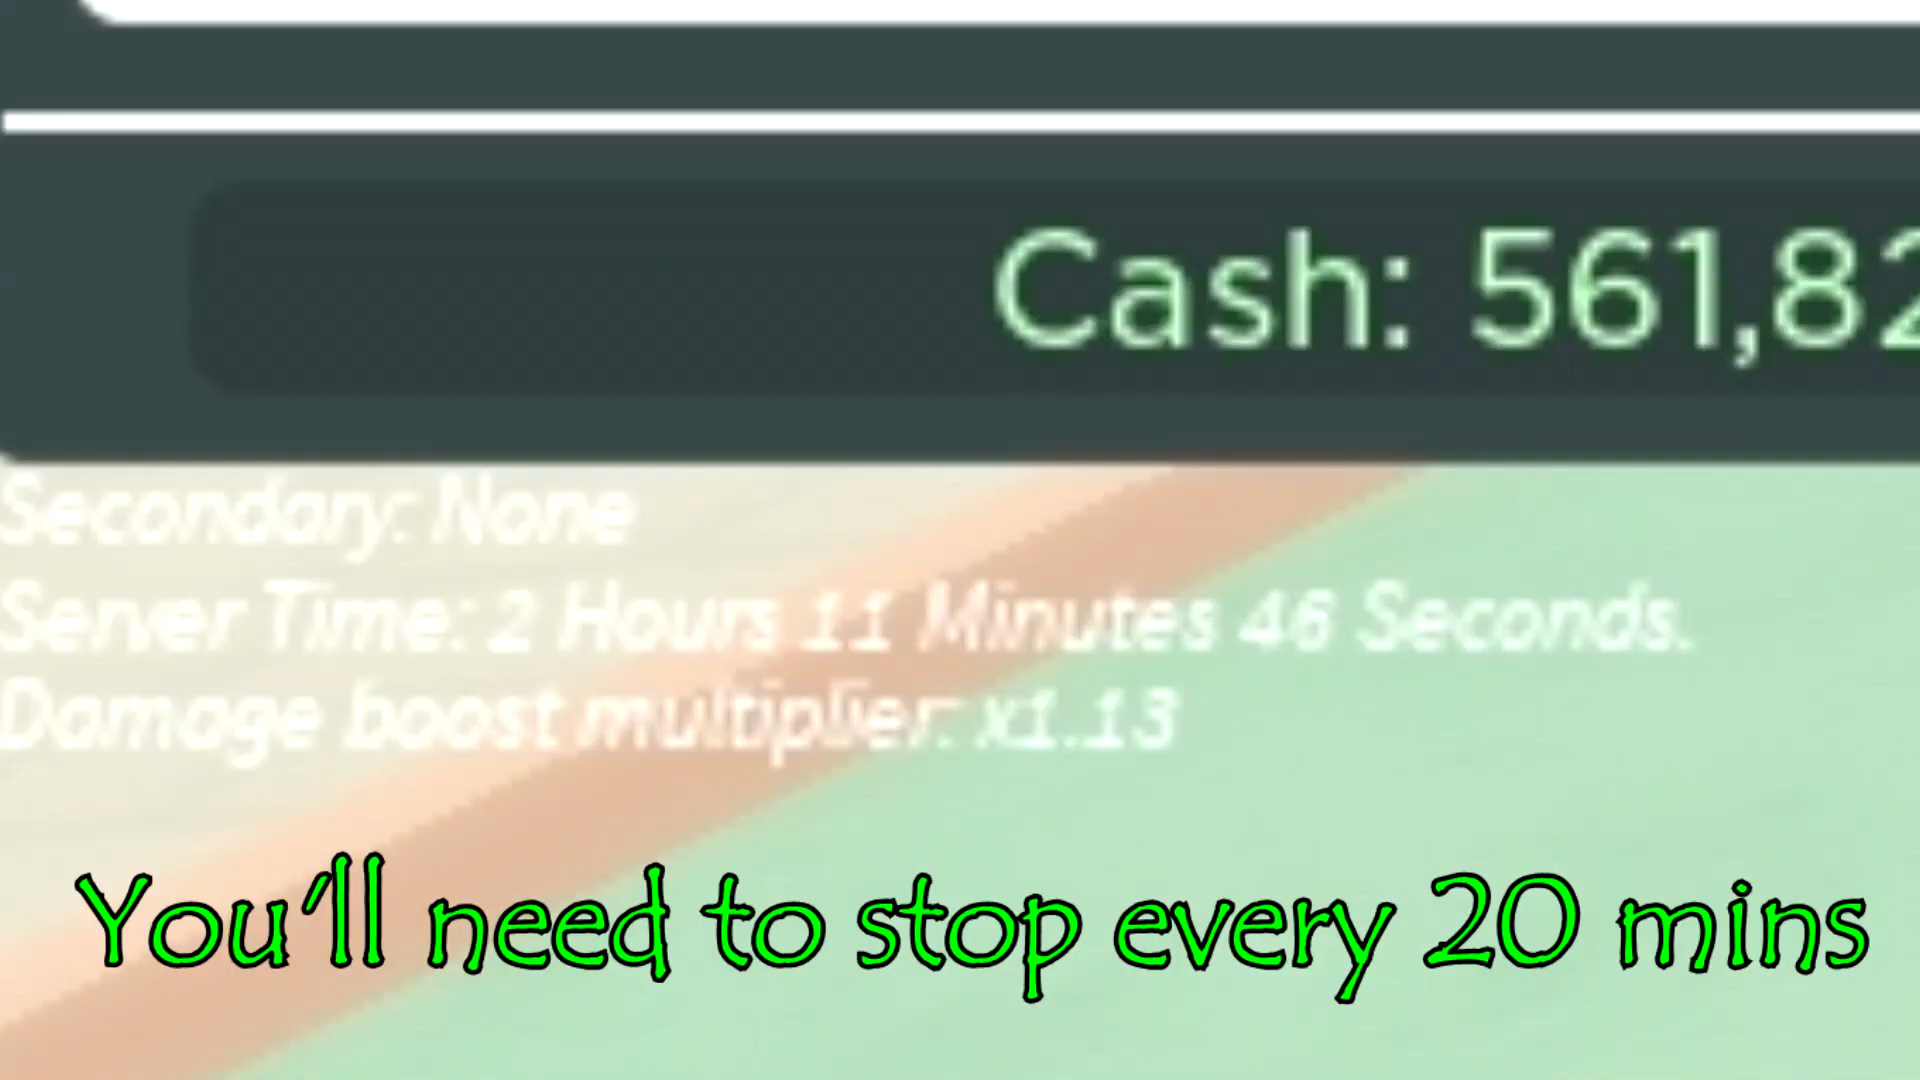 Cash: 561,82
Secondary: None
Server Time: 2 Hours 11 Minutes 46 Seconds.
Damage boost multiplier: x1.13
You'll need to stop every 20 mins